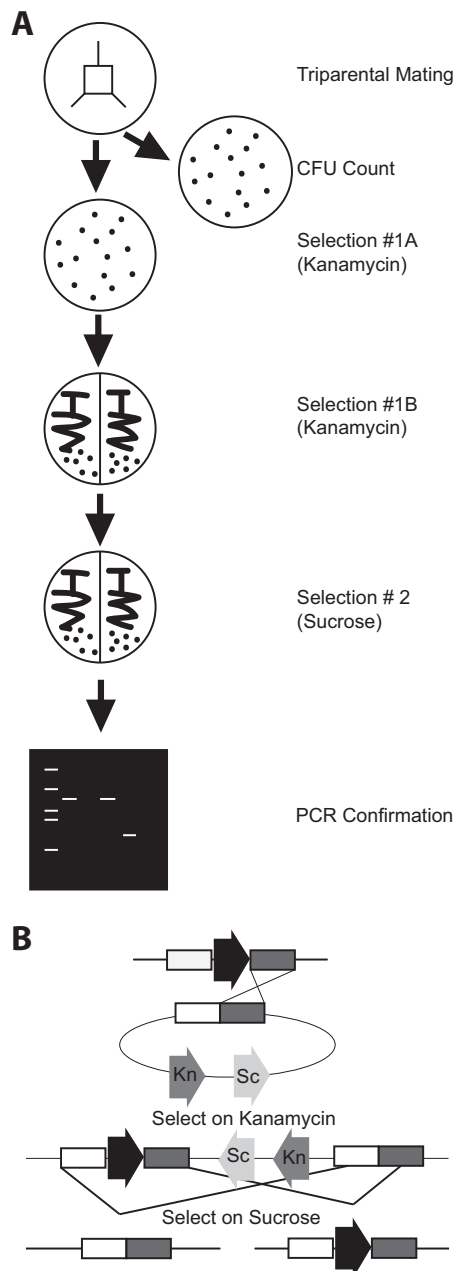 A
Triparental Mating
CFU Count
Selection #1A
(Kanamycin)
Selection #1B
(Kanamycin)
Selection # 2
(Sucrose)
PCR Confirmation
B
Kn
Sc
Select on Kanamycin
Sc
Kn
Select on Sucrose